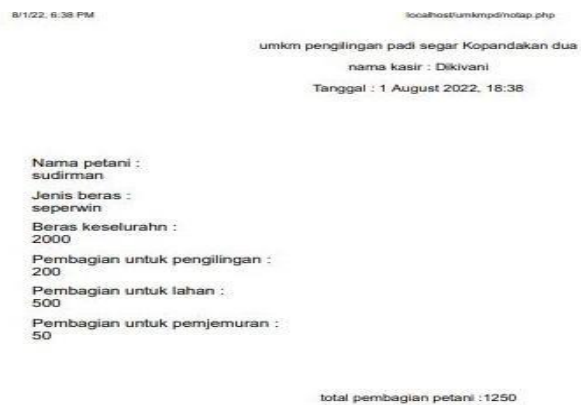 8/1/22, 6:38 PM localhost/umkmpd/notap.php
umkm pengilingan padi segar Kopandakan dua
nama kasir : Dikivani
Tanggal : 1 August 2022, 18:38
Nama petani :
sudirman
Jenis beras :
seperwin
Beras keselurahn :
2000
Pembagian untuk pengilingan :
200
Pembagian untuk lahan :
500
Pembagian untuk pemjemuran :
50
total pembagian petani :1250